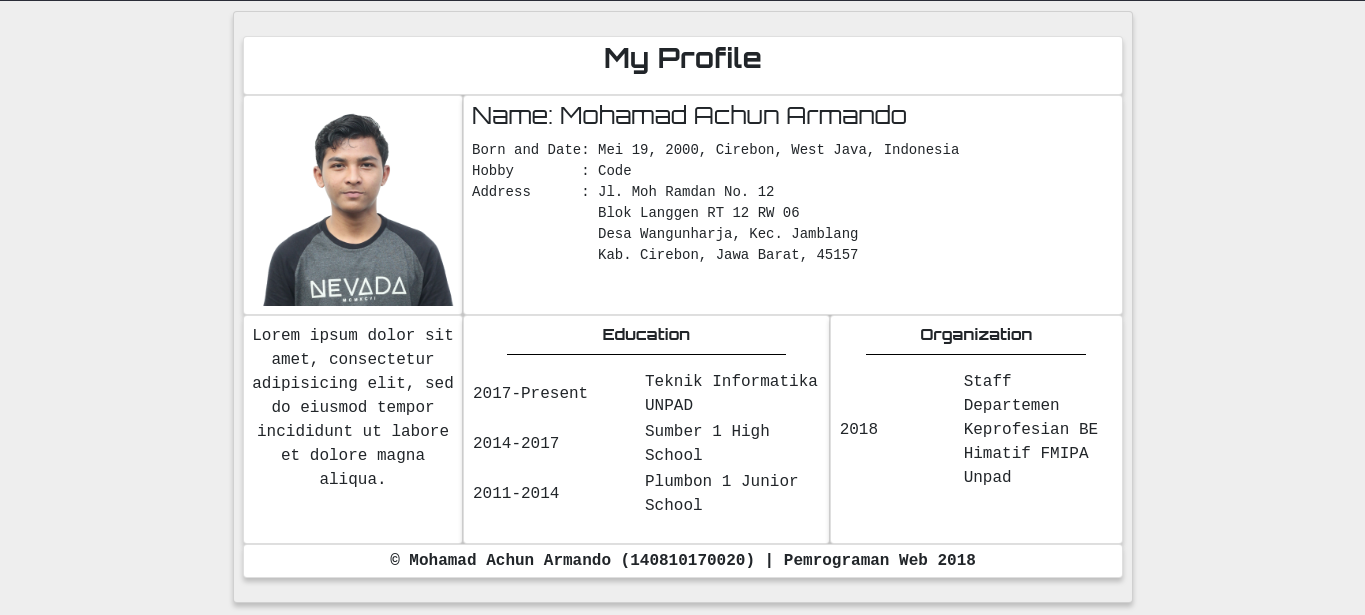 My Profile
Name: Mohamad Achun Armando
Born and Date: Mei 19, 2000, Cirebon, West Java, Indonesia
Hobby : Code
Address : Jl. Moh Ramdan No. 12
Blok Langgen RT 12 RW 06
Desa Wangunharja, Kec. Jamblang
Kab. Cirebon, Jawa Barat, 45157
NEVADA
MCMXCVI
Lorem ipsum dolor sit
amet, consectetur
adipisicing elit, sed
do eiusmod tempor
incididunt ut labore
et dolore magna
aliqua.
Education
2017-Present Teknik Informatika
UNPAD
2014-2017 Sumber 1 High
School
2011-2014 Plumbon 1 Junior
School
Organization
2018 Staff
Departemen
Keprofesian BE
Himatif FMIPA
Unpad
© Mohamad Achun Armando (140810170020) | Pemrograman Web 2018